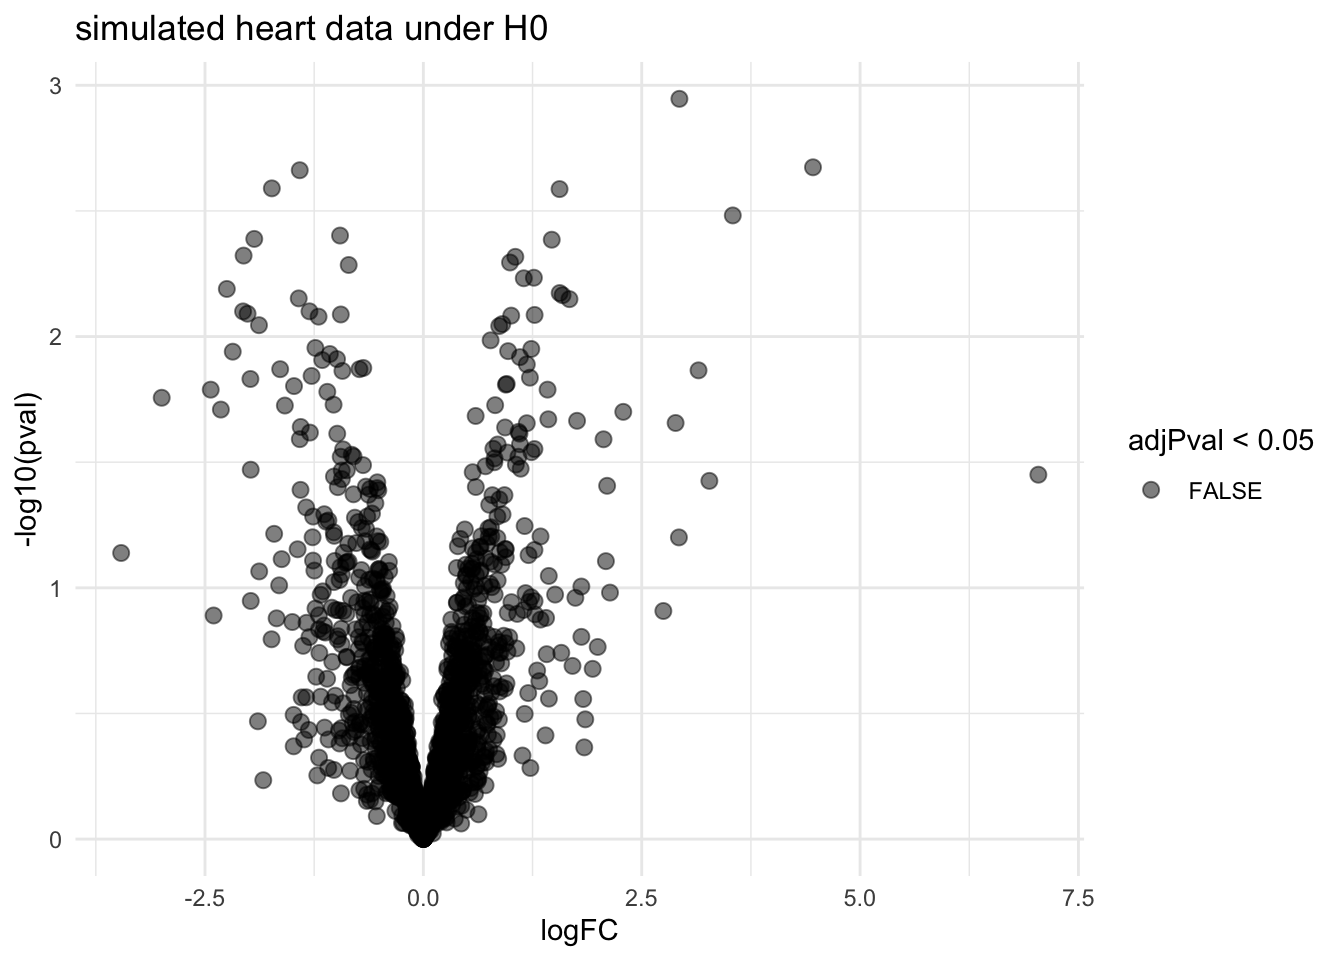 simulated heart data under H0
3
2
1
0
-log10(pval)
-2.5
0.0
2.5
5.0
7.5
logFC
adjPval < 0.05
FALSE